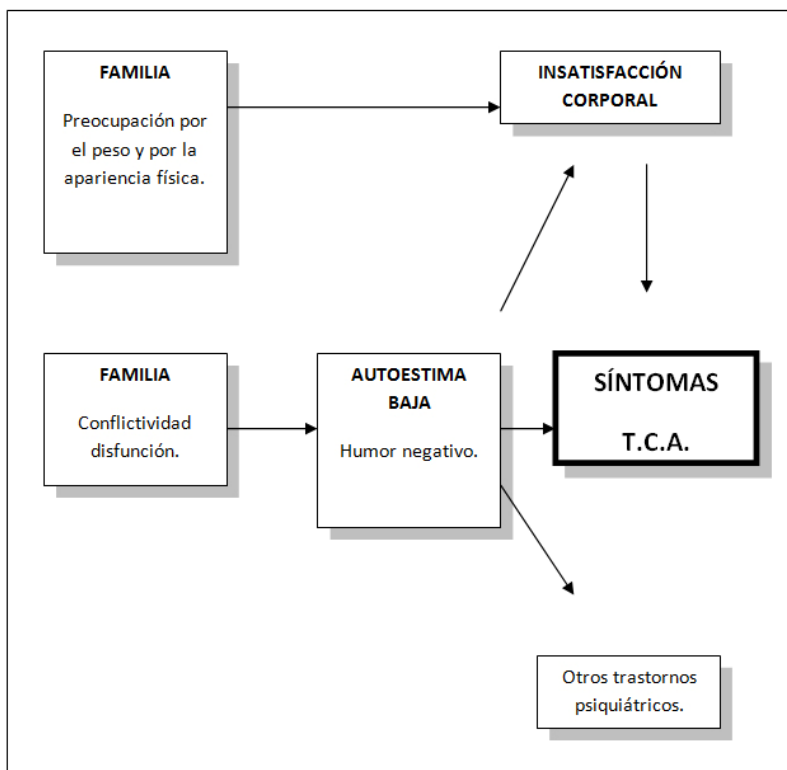 FAMILIA
Preocupación por
el peso y por la
apariencia física.
INSATISFACCIÓN
CORPORAL
FAMILIA
Conflictividad
disfunción.
AUTOESTIMA
BAJA
Humor negativo.
SÍNTOMAS
T.C.A.
Otros trastornos
psiquiátricos.